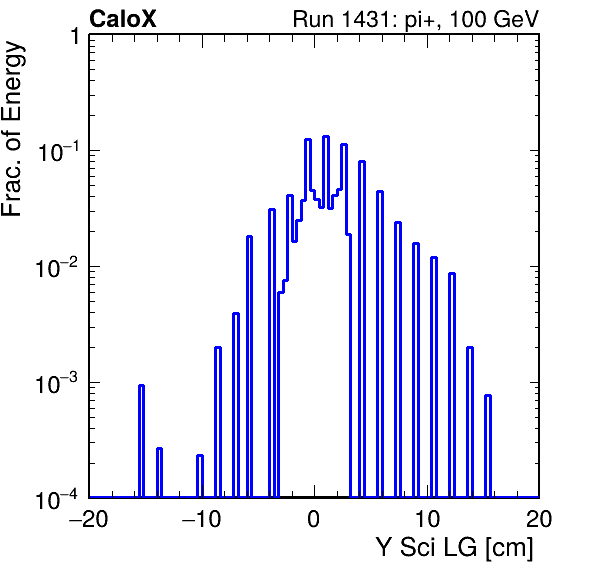 CaloX Run 1431: pi+, 100 GeV
Frac. of Energy
1
10⁻¹
10⁻²
10⁻³
10⁻⁴
−20 −10 0 10 20
Y Sci LG [cm]